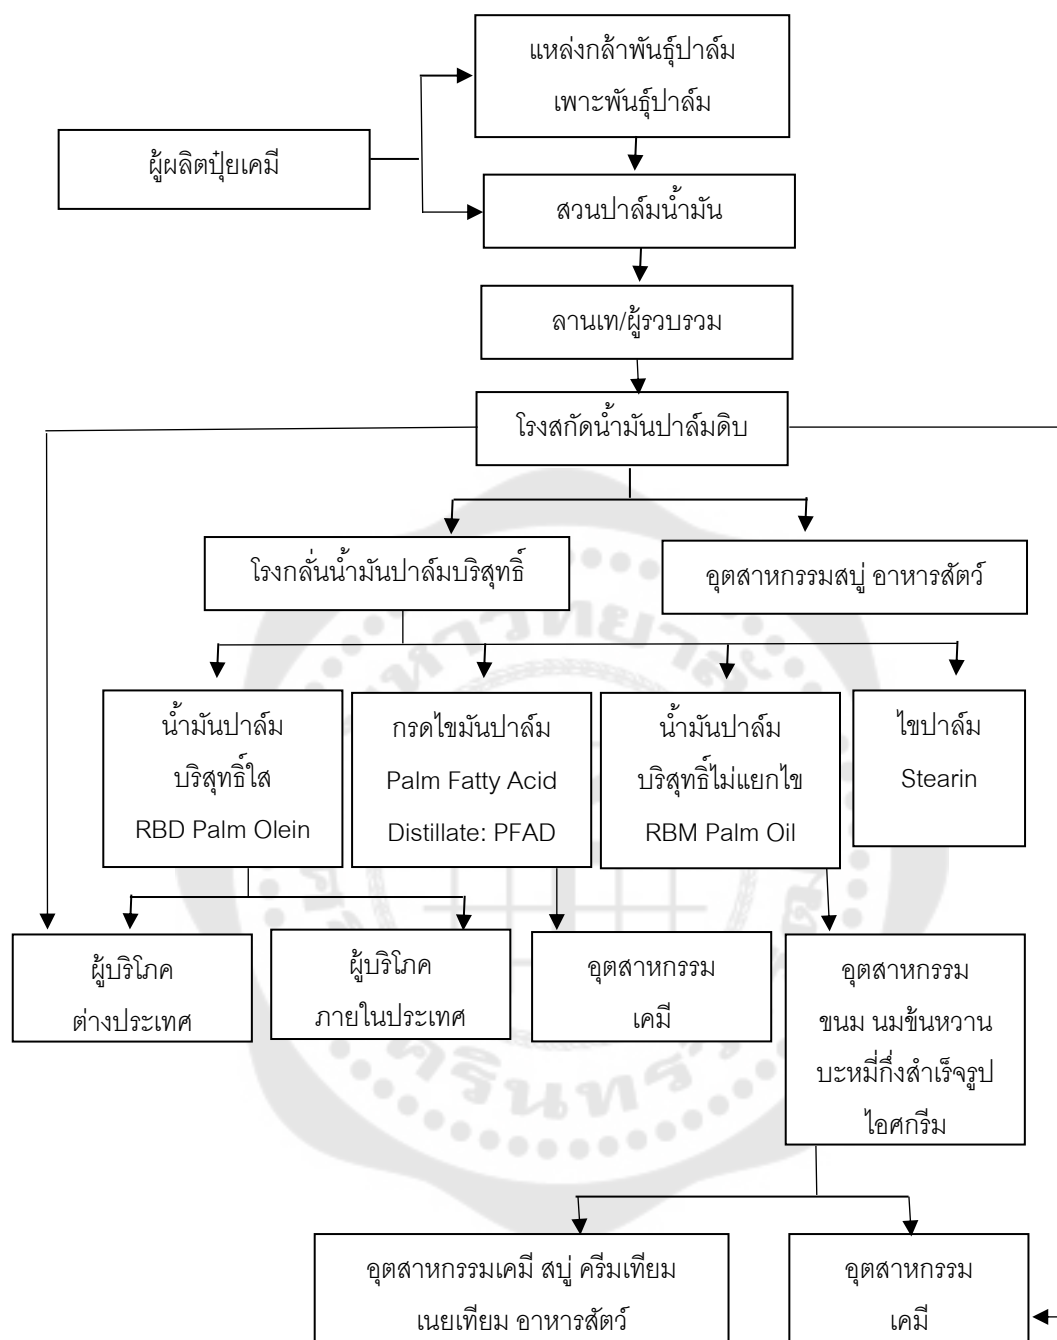 แหล่งกล้าพันธุ์ปาล์ม
เพาะพันธุ์ปาล์ม
ผู้ผลิตปุ๋ยเคมี
สวนปาล์มน้ำมัน
ลานเท/ผู้รวบรวม
โรงสกัดน้ำมันปาล์มดิบ
โรงกลั่นน้ำมันปาล์มบริสุทธิ์
อุตสาหกรรมสบู่ อาหารสัตว์
น้ำมันปาล์ม
บริสุทธิ์ใส
RBD Palm Olein
กรดไขมันปาล์ม
Palm Fatty Acid
Distillate: PFAD
น้ำมันปาล์ม
บริสุทธิ์ไม่แยกไข
RBM Palm Oil
ไขปาล์ม
Stearin
ผู้บริโภค
ต่างประเทศ
ผู้บริโภค
ภายในประเทศ
อุตสาหกรรม
เคมี
อุตสาหกรรม
ขนม นมข้นหวาน
บะหมี่กึ่งสำเร็จรูป
ไอศกรีม
อุตสาหกรรมเคมี สบู่ ครีมเทียม
เนยเทียม อาหารสัตว์
อุตสาหกรรม
เคมี